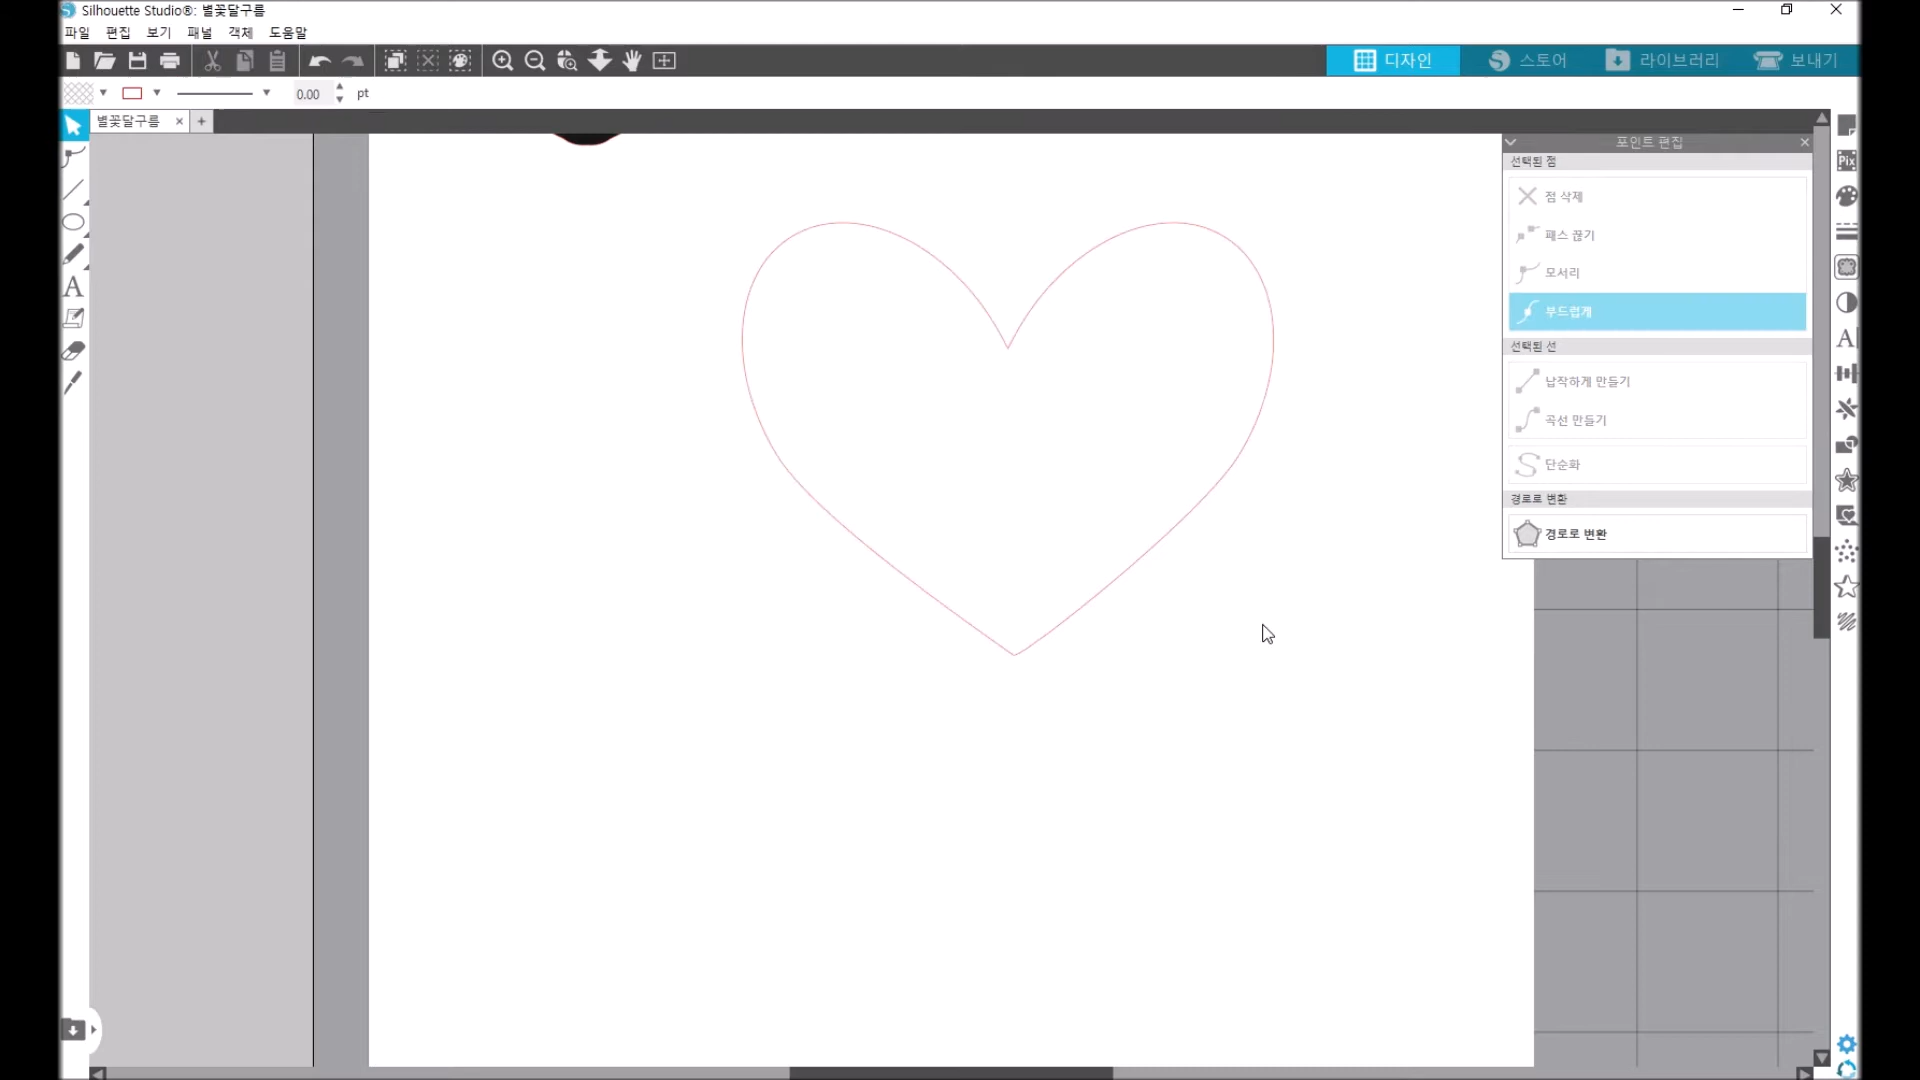 Silhouette Studio®: 별꽃달구름
파일 편집 보기 패널 객체 도움말
디자인 스토어 라이브러리 보내기
0.00 pt
별꽃달구름
포인트 편집
선택된 점
점 삭제
패스 끊기
모서리
부드럽게
선택된 선
납작하게 만들기
곡선 만들기
단순화
경로로 변환
경로로 변환
Pix